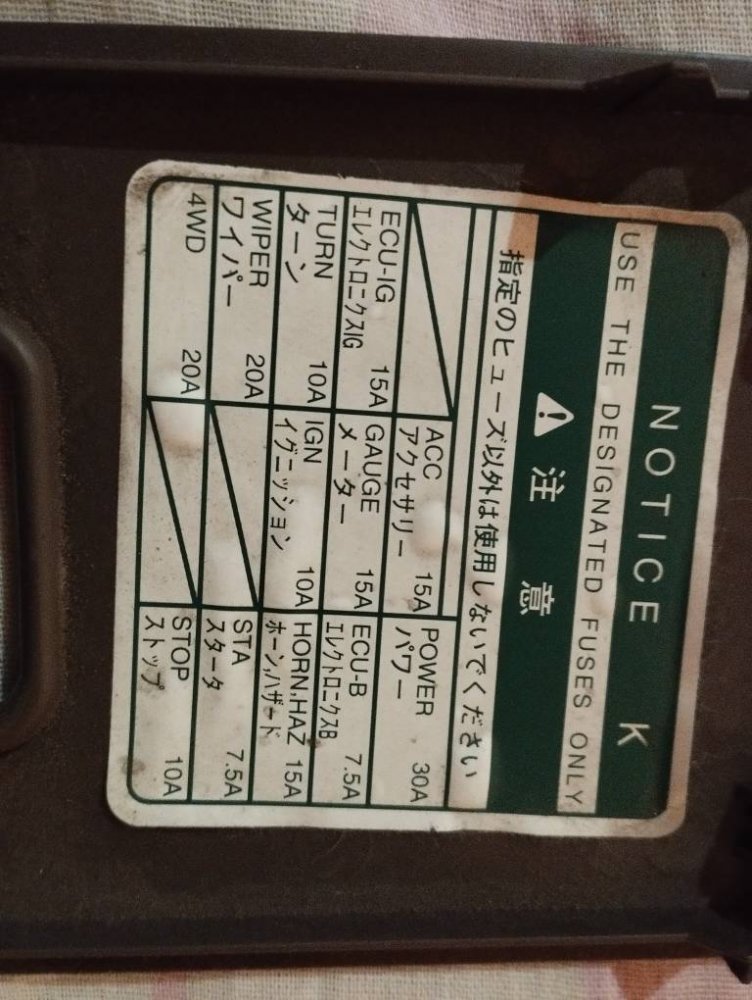 NOTICE K
USE THE DESIGNATED FUSES ONLY
注 意
指定のヒューズ以外は使用しないでください
ACC
アクセサリー 15A
POWER
パワー 30A
ECU-IG
エレクトロニクスIG 15A
GAUGE
メーター 15A
ECU-B
エレクトロニクスB 7.5A
TURN
ターン 10A
IGN
イグニッション 10A
HORN,HAZ
ホーン,ハザード 15A
WIPER
ワイパー 20A
STA
スタータ 7.5A
4WD
20A
STOP
ストップ 10A